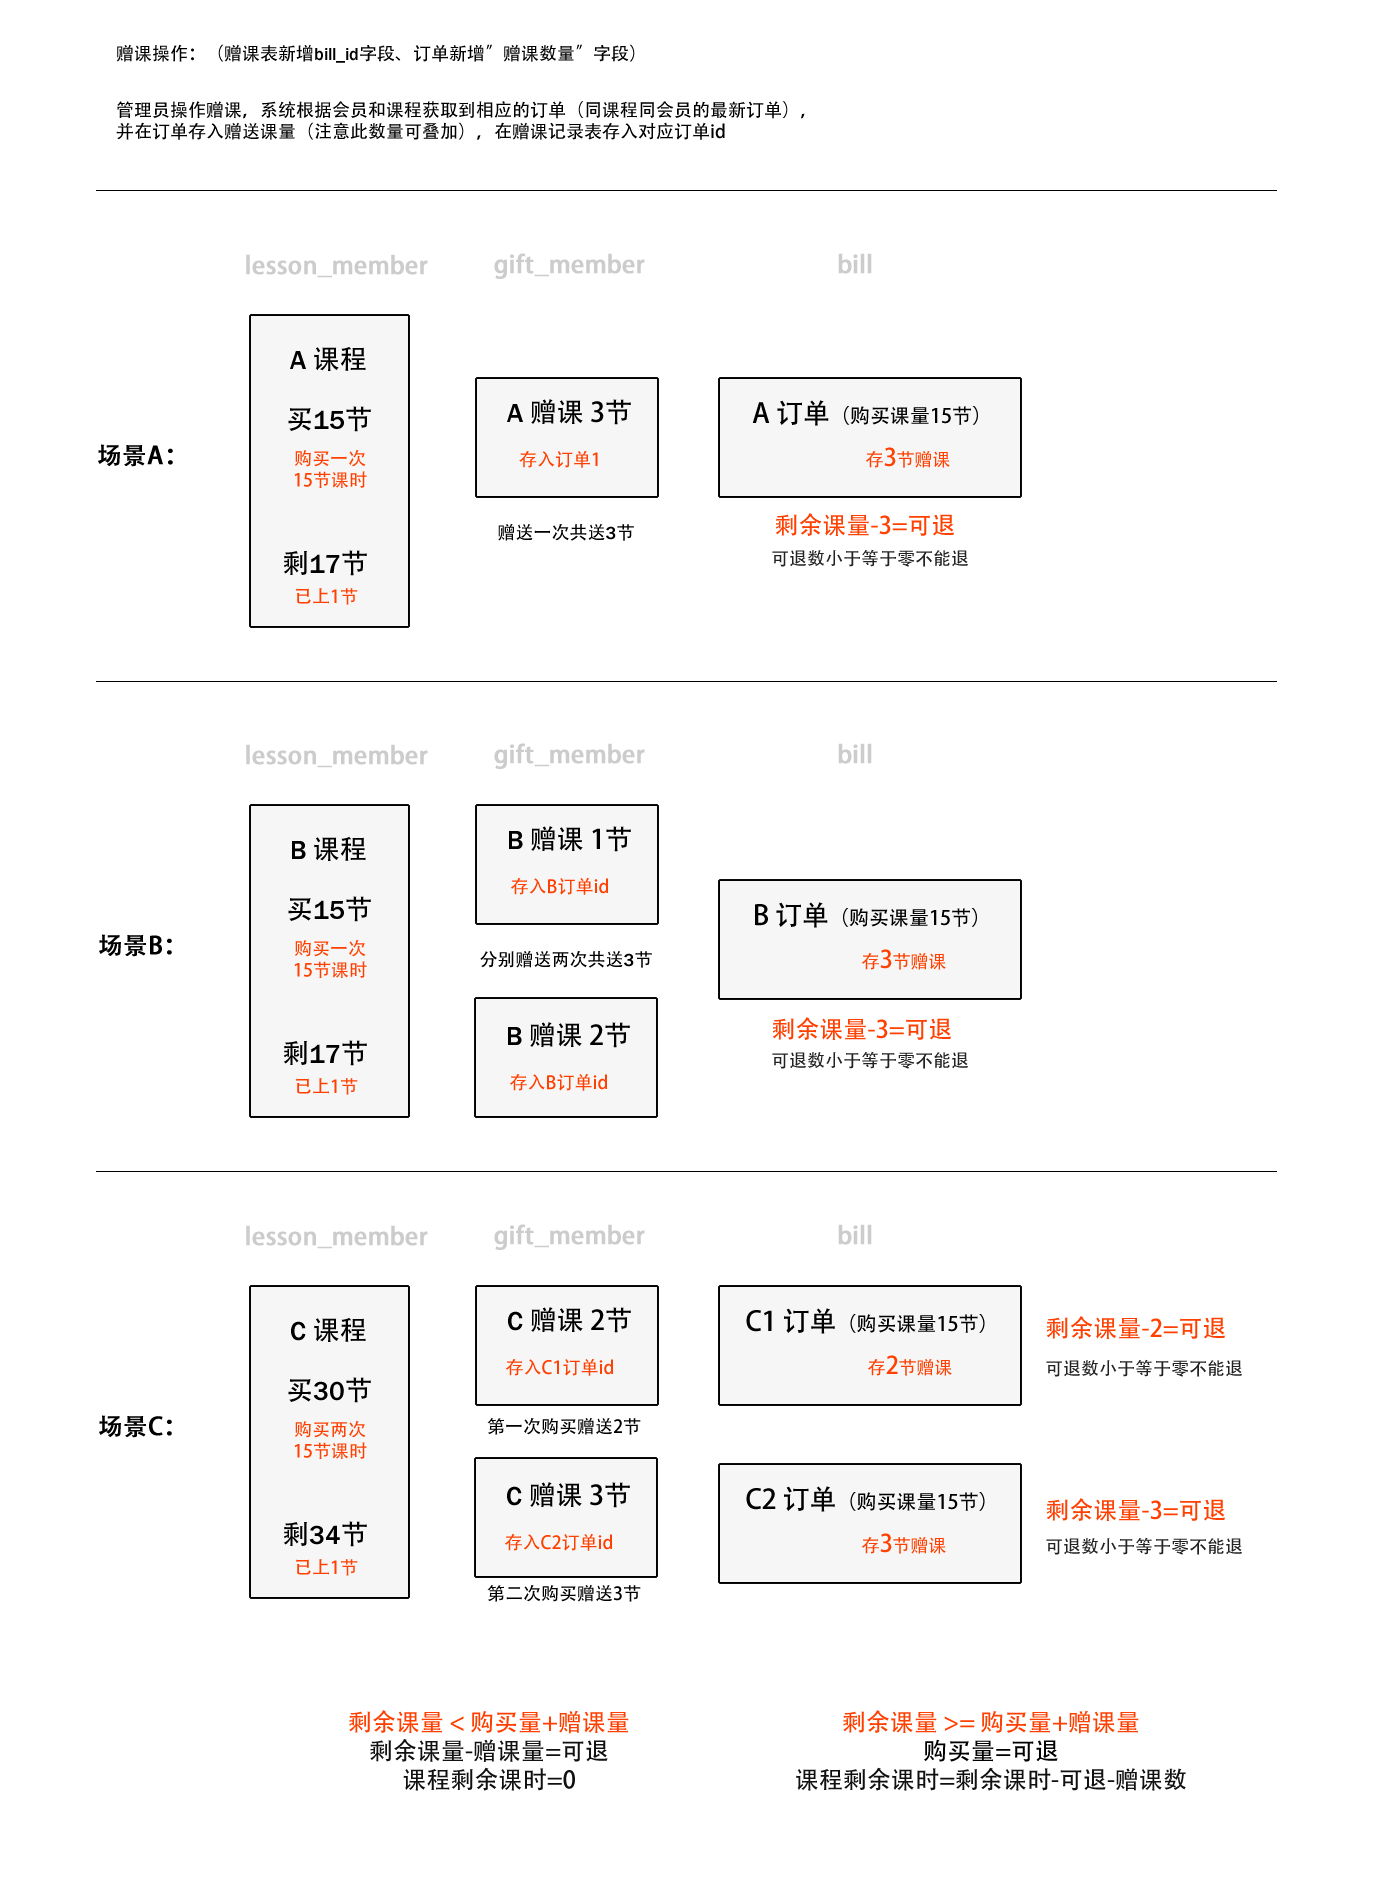 赠课操作：（赠课表新增bill_id字段、订单新增”赠课数量”字段）
管理员操作赠课，系统根据会员和课程获取到相应的订单（同课程同会员的最新订单），
并在订单存入赠送课量（注意此数量可叠加），在赠课记录表存入对应订单id
lesson_member
gift_member
bill
场景A：
A 课程
买15节
购买一次
15节课时
剩17节
已上1节
A 赠课 3节
存入订单1
赠送一次共送3节
A 订单（购买课量15节）
存3节赠课
剩余课量-3=可退
可退数小于等于零不能退
lesson_member
gift_member
bill
场景B：
B 课程
买15节
购买一次
15节课时
剩17节
已上1节
B 赠课 1节
存入B订单id
分别赠送两次共送3节
B 赠课 2节
存入B订单id
B 订单（购买课量15节）
存3节赠课
剩余课量-3=可退
可退数小于等于零不能退
lesson_member
gift_member
bill
场景C：
C 课程
买30节
购买两次
15节课时
剩34节
已上1节
C 赠课 2节
存入C1订单id
第一次购买赠送2节
C 赠课 3节
存入C2订单id
第二次购买赠送3节
C1 订单（购买课量15节）
存2节赠课
剩余课量-2=可退
可退数小于等于零不能退
C2 订单（购买课量15节）
存3节赠课
剩余课量-3=可退
可退数小于等于零不能退
剩余课量 < 购买量+赠课量
剩余课量-赠课量=可退
课程剩余课时=0
剩余课量 >= 购买量+赠课量
购买量=可退
课程剩余课时=剩余课时-可退-赠课数